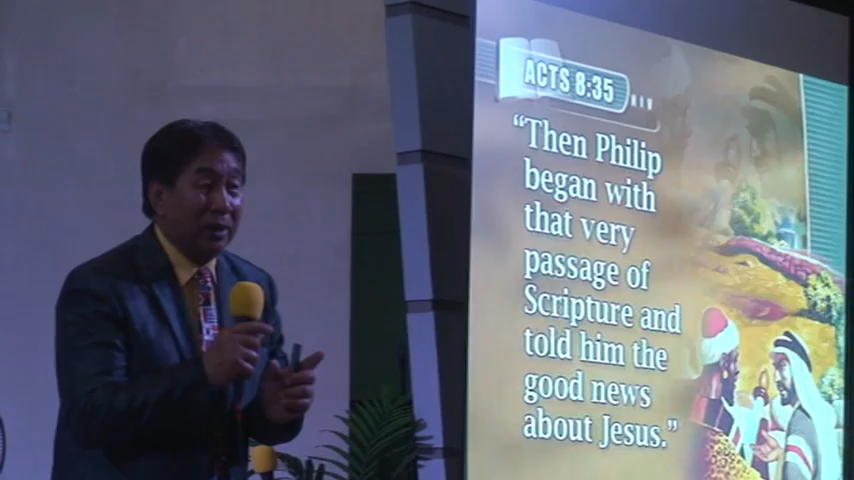 ACTS 8:35
“Then Philip
began with
that very
passage of
Scripture and
told him the
good news
about Jesus.”